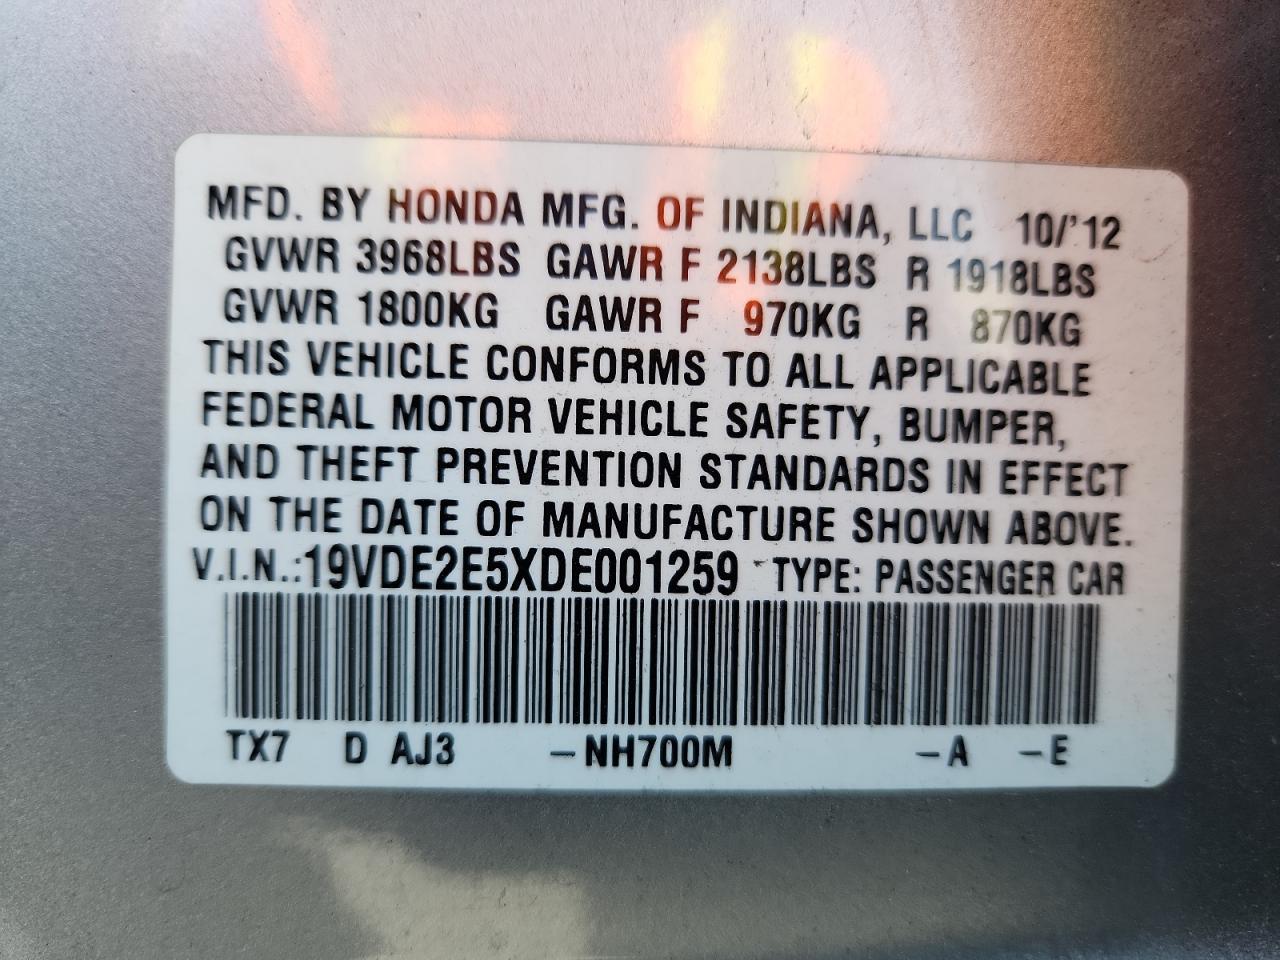 MFD. BY HONDA MFG. OF INDIANA, LLC 10/'12
GVWR 3968LBS GAWR F 2138LBS R 1918LBS
GVWR 1800KG GAWR F 970KG R 870KG
THIS VEHICLE CONFORMS TO ALL APPLICABLE
FEDERAL MOTOR VEHICLE SAFETY, BUMPER,
AND THEFT PREVENTION STANDARDS IN EFFECT
ON THE DATE OF MANUFACTURE SHOWN ABOVE.
V.I.N.:19VDE2E5XDE001259 TYPE: PASSENGER CAR
TX7 D AJ3 -NH700M -A -E